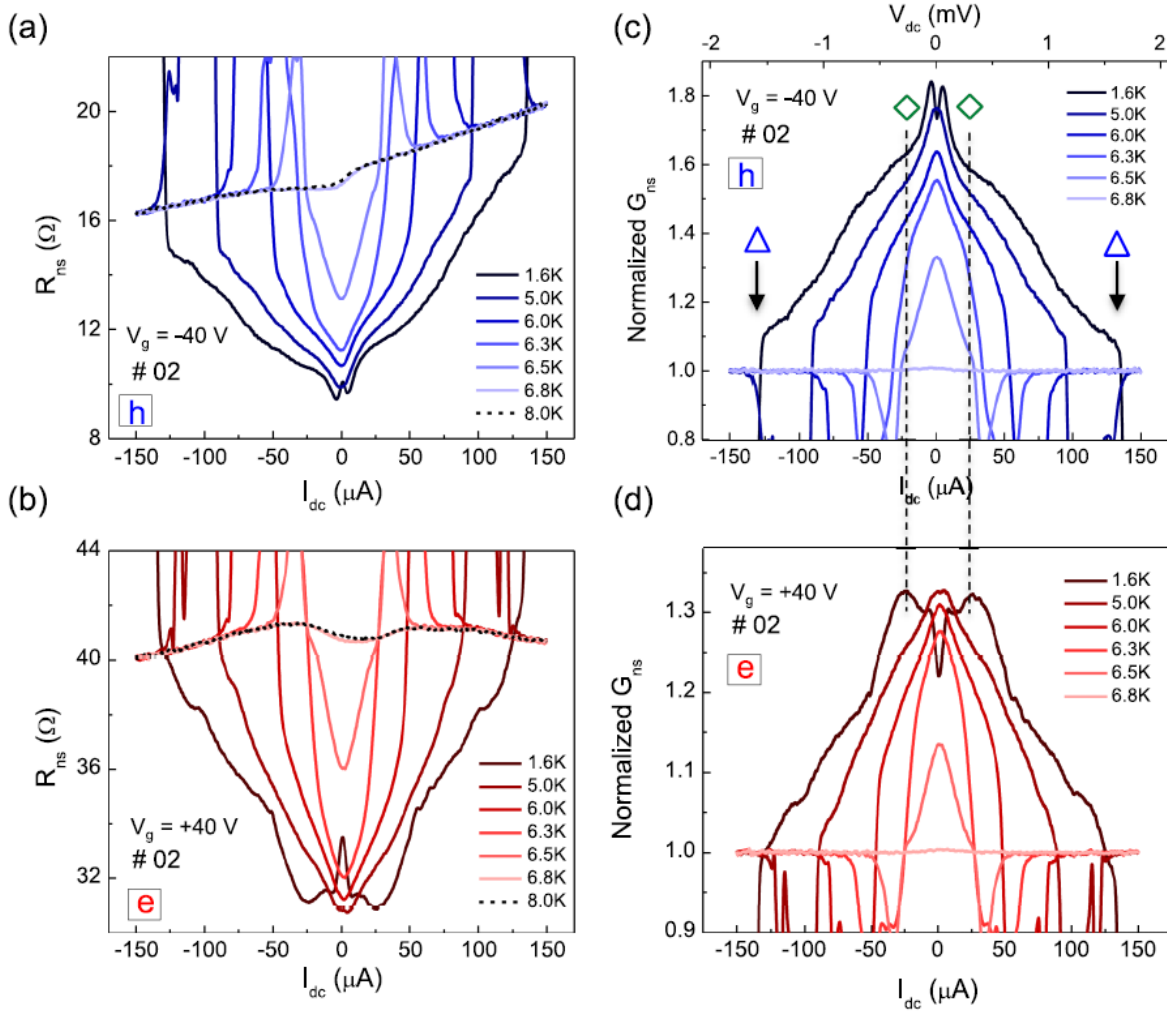 (a)
R_ns (Ω)
20
16
12
8
V_g = -40 V
# 02
h
1.6K
5.0K
6.0K
6.3K
6.5K
6.8K
8.0K
-150 -100 -50 0 50 100 150
I_dc (μA)
(c)
V_dc (mV)
-2 -1 0 1 2
Normalized G_ns
1.8
1.6
1.4
1.2
1.0
0.8
V_g = -40 V
# 02
h
1.6K
5.0K
6.0K
6.3K
6.5K
6.8K
-150 -100 -50 0 50 100 150
I_dc (μA)
(b)
R_ns (Ω)
44
40
36
32
V_g = +40 V
# 02
e
1.6K
5.0K
6.0K
6.3K
6.5K
6.8K
8.0K
-150 -100 -50 0 50 100 150
I_dc (μA)
(d)
Normalized G_ns
1.3
1.2
1.1
1.0
0.9
V_g = +40 V
# 02
e
1.6K
5.0K
6.0K
6.3K
6.5K
6.8K
-150 -100 -50 0 50 100 150
I_dc (μA)